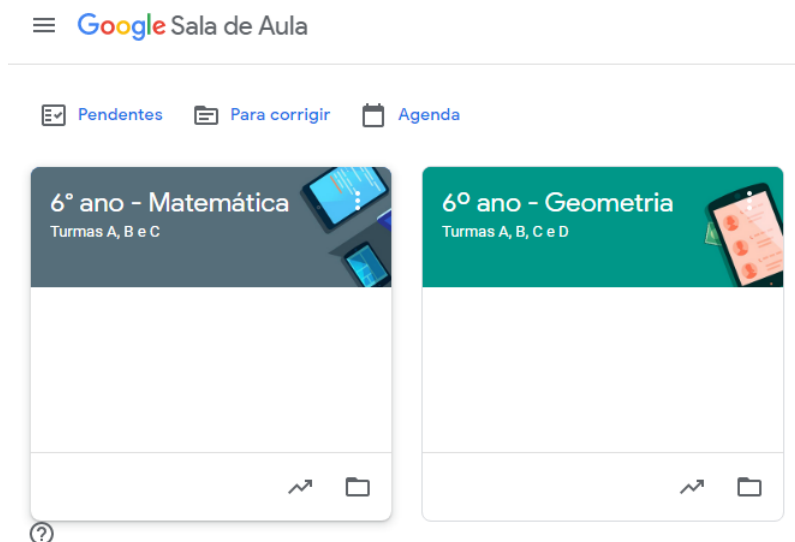 Google Sala de Aula
Pendentes Para corrigir Agenda
6° ano - Matemática
Turmas A, B e C
6º ano - Geometria
Turmas A, B, C e D